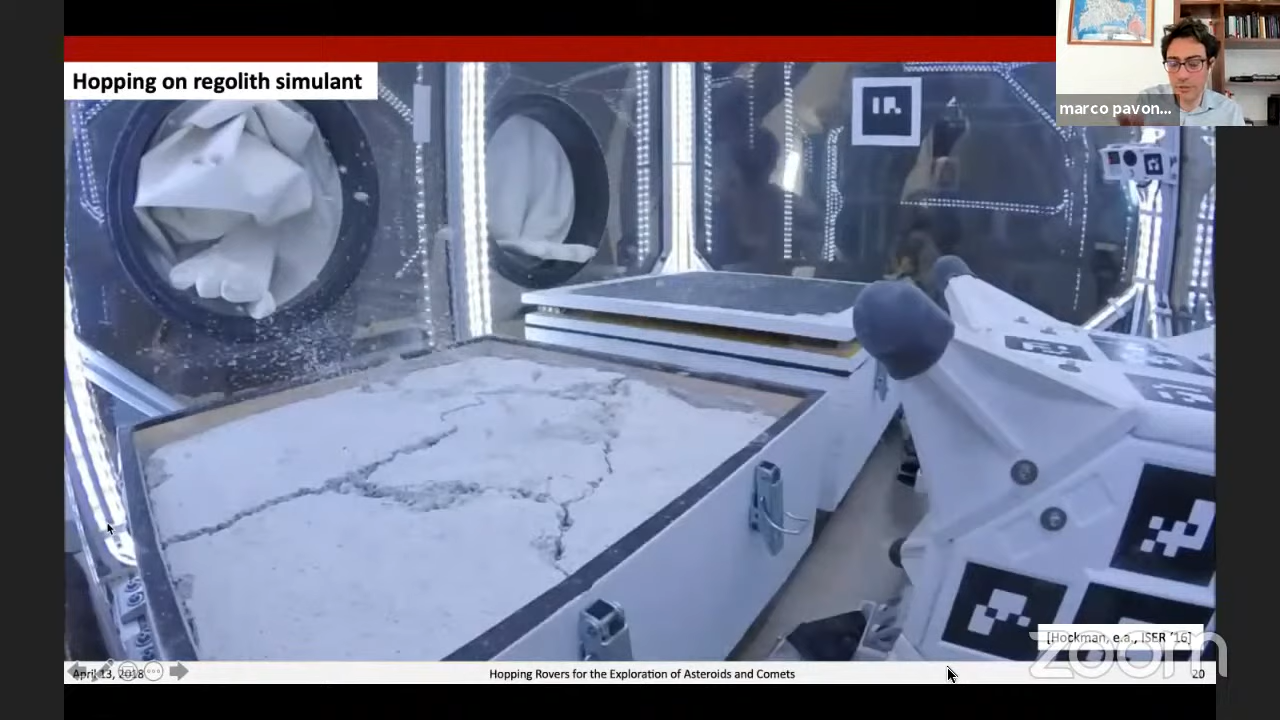 Hopping on regolith simulant
marco pavon...
[Hockman, e.a., ISER '16]
April 13, 2018
Hopping Rovers for the Exploration of Asteroids and Comets
20
zoom